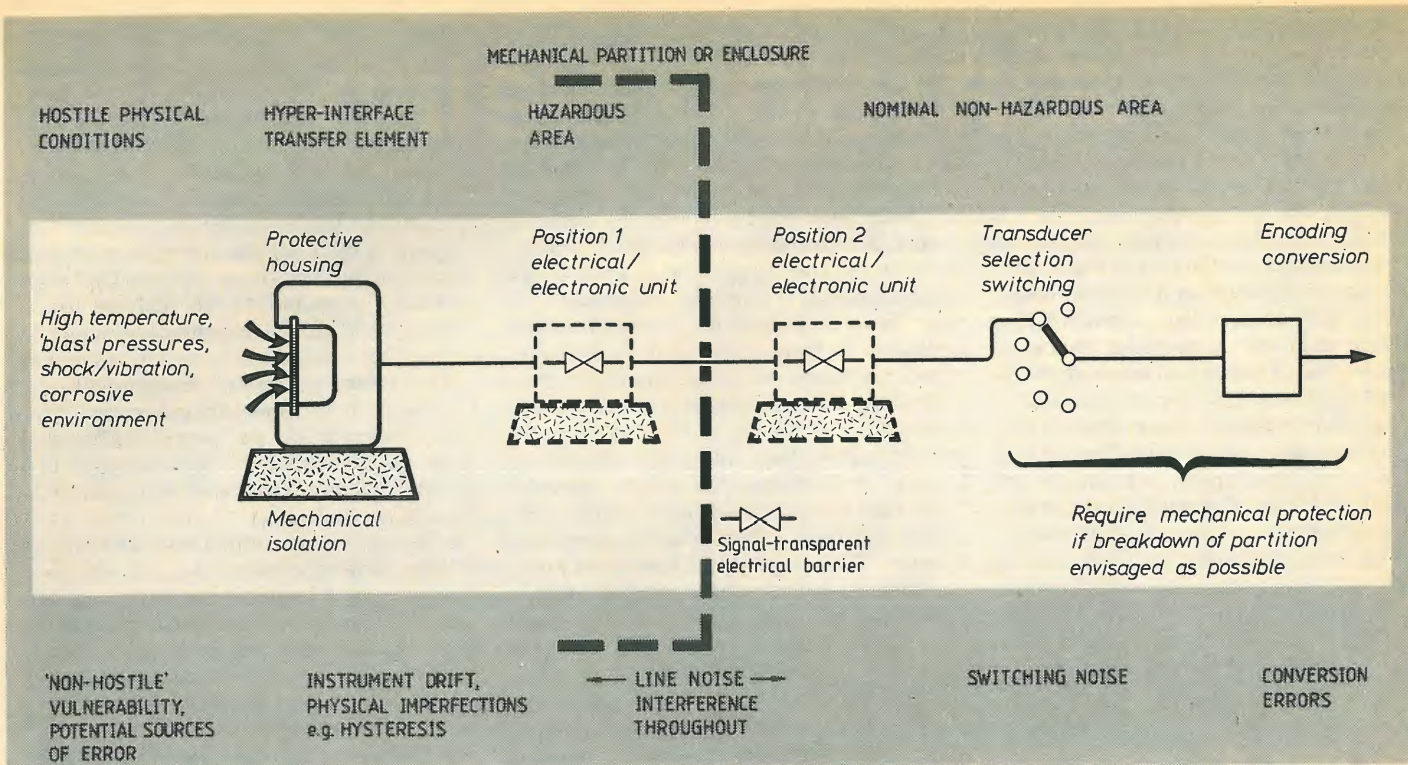 MECHANICAL PARTITION OR ENCLOSURE
HOSTILE PHYSICAL
CONDITIONS
HYPER-INTERFACE
TRANSFER ELEMENT
HAZARDOUS
AREA
NOMINAL NON-HAZARDOUS AREA
High temperature,
'blast' pressures,
shock/vibration,
corrosive
environment
Protective
housing
Mechanical
isolation
Position 1
electrical/
electronic unit
Position 2
electrical/
electronic unit
Signal-transparent
electrical barrier
Transducer
selection
switching
Encoding
conversion
Require mechanical protection
if breakdown of partition
envisaged as possible
'NON-HOSTILE'
VULNERABILITY,
POTENTIAL SOURCES
OF ERROR
INSTRUMENT DRIFT,
PHYSICAL IMPERFECTIONS
e.g. HYSTERESIS
LINE NOISE
INTERFERENCE
THROUGHOUT
SWITCHING NOISE
CONVERSION
ERRORS